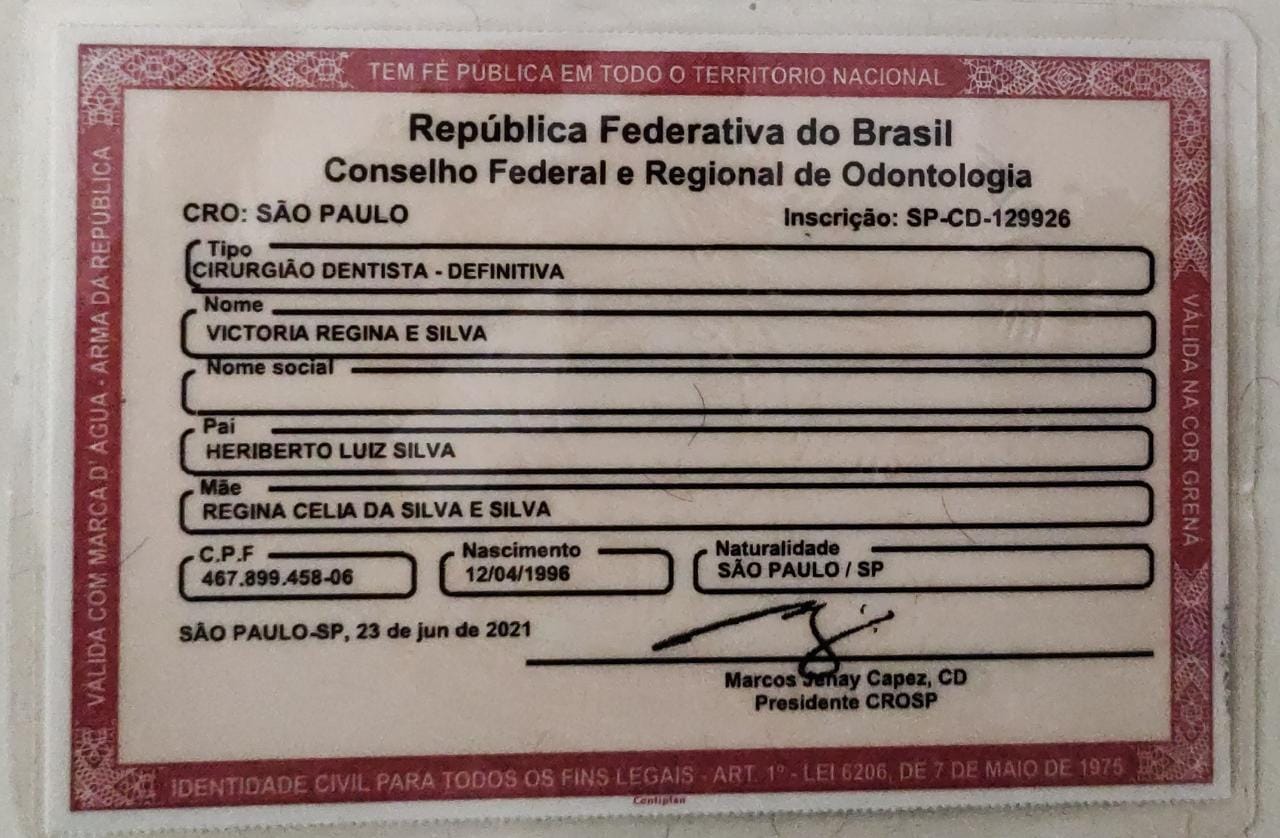 TEM FÉ PÚBLICA EM TODO O TERRITÓRIO NACIONAL
VÁLIDA COM MARCA D' ÁGUA - ARMA DA REPÚBLICA
República Federativa do Brasil
Conselho Federal e Regional de Odontologia
CRO: SÃO PAULO Inscrição: SP-CD-129926
Tipo
CIRURGIÃO DENTISTA - DEFINITIVA
Nome
VICTORIA REGINA E SILVA
Nome social
Pai
HERIBERTO LUIZ SILVA
Mãe
REGINA CELIA DA SILVA E SILVA
C.P.F Nascimento Naturalidade
467.899.458-06 12/04/1996 SÃO PAULO / SP
SÃO PAULO-SP, 23 de jun de 2021
Marcos Jenay Capez, CD
Presidente CROSP
VÁLIDA NA COR GRENÁ
IDENTIDADE CIVIL PARA TODOS OS FINS LEGAIS - ART. 1º - LEI 6206, DE 7 DE MAIO DE 1975
Contiplan